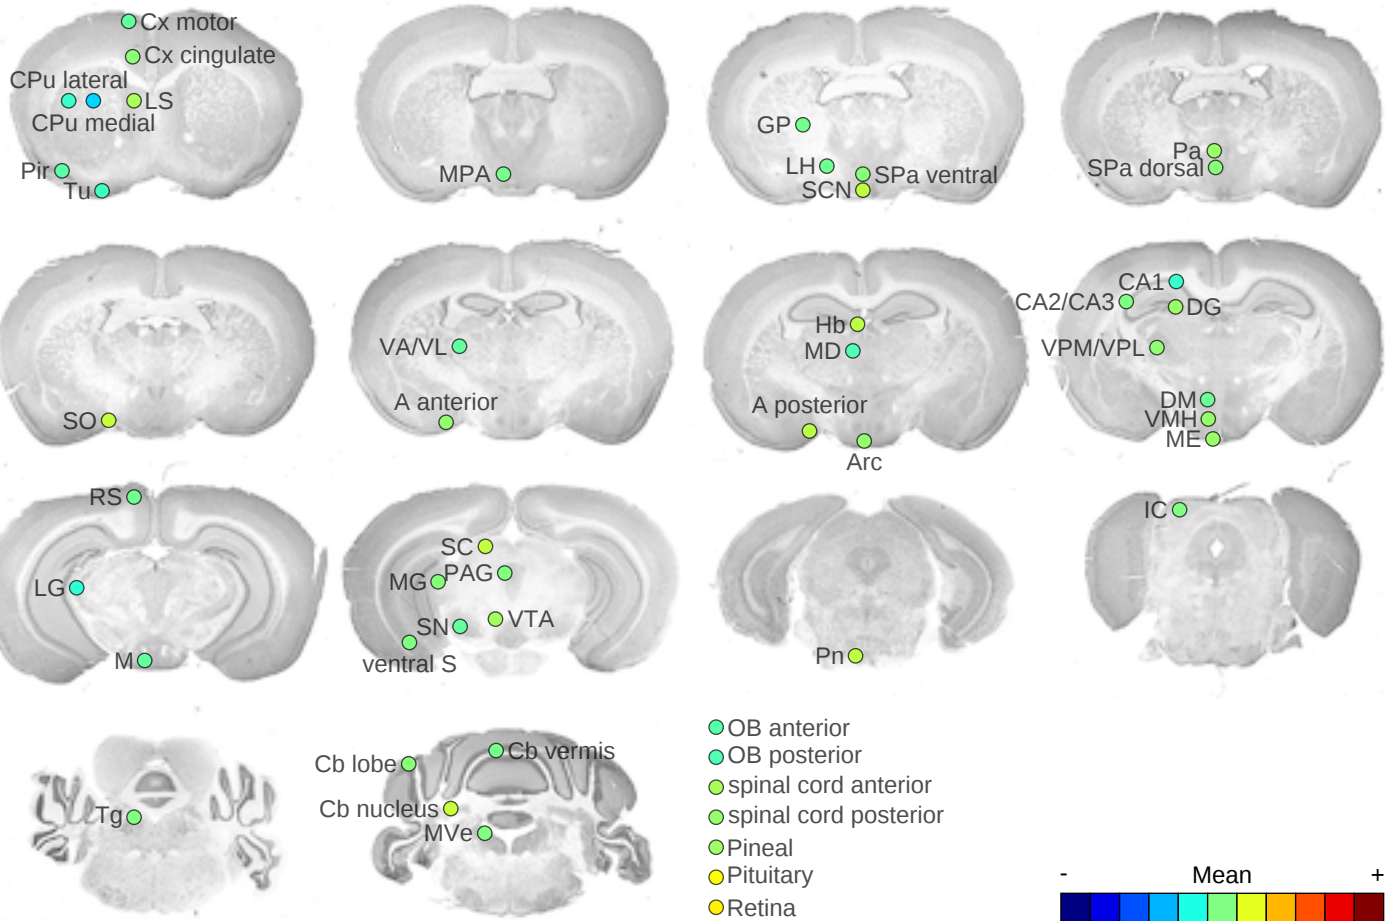 Cx motor
Cx cingulate
CPu lateral
LS
CPu medial
Pir
Tu
MPA
GP
LH
SPa ventral
SCN
Pa
SPa dorsal
SO
VA/VL
A anterior
Hb
MD
A posterior
Arc
CA1
CA2/CA3
DG
VPM/VPL
DM
VMH
ME
RS
LG
M
SC
MG
PAG
SN
VTA
ventral S
Pn
IC
Tg
Cb lobe
Cb vermis
Cb nucleus
MVe
OB anterior
OB posterior
spinal cord anterior
spinal cord posterior
Pineal
Pituitary
Retina
- Mean +